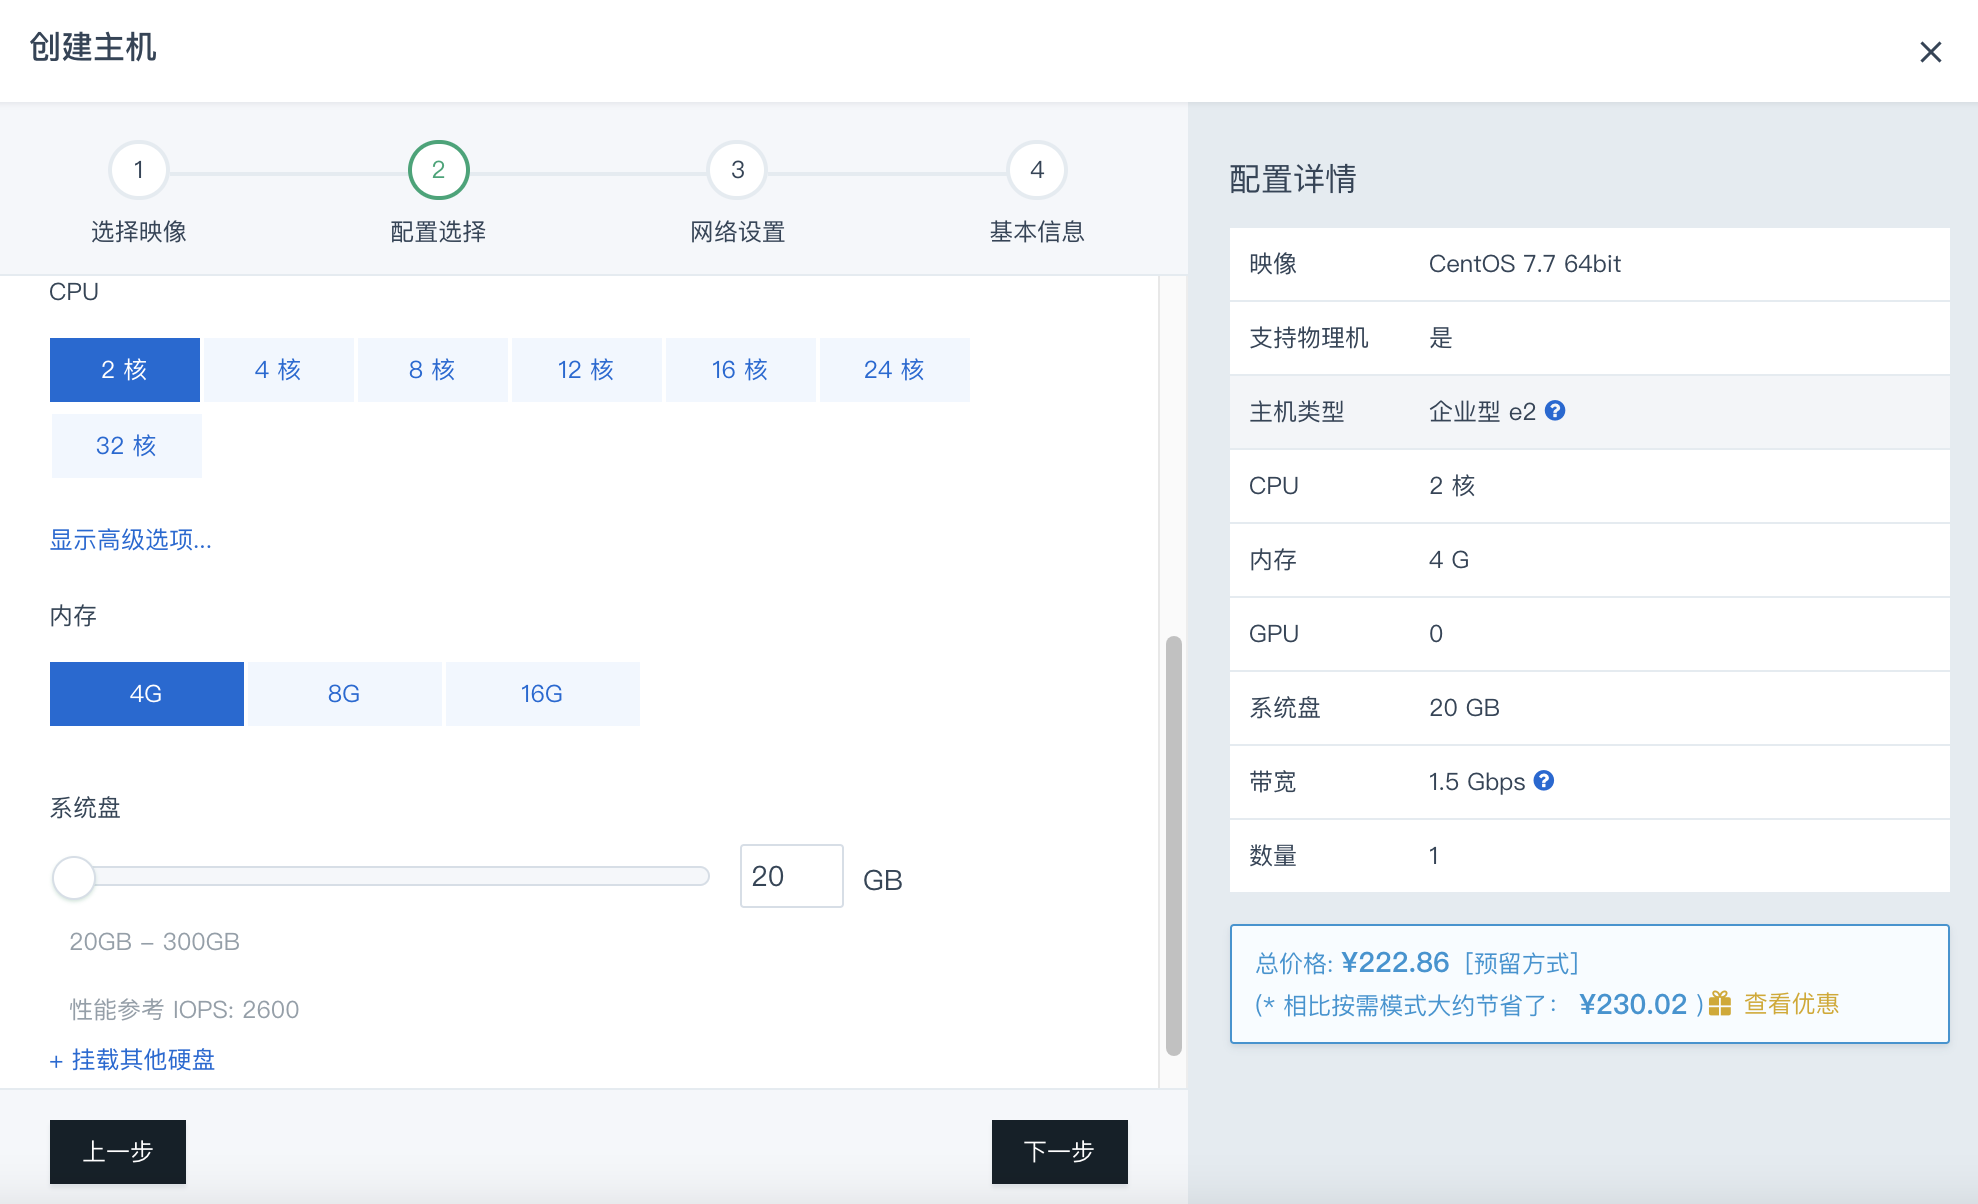 创建主机
1
2
3
4
选择映像
配置选择
网络设置
基本信息
CPU
2 核
4 核
8 核
12 核
16 核
24 核
32 核
显示高级选项...
内存
4G
8G
16G
系统盘
20 GB
20GB – 300GB
性能参考 IOPS: 2600
+ 挂载其他硬盘
上一步
下一步
配置详情
映像 CentOS 7.7 64bit
支持物理机 是
主机类型 企业型 e2 ?
CPU 2 核
内存 4 G
GPU 0
系统盘 20 GB
带宽 1.5 Gbps ?
数量 1
总价格: ¥222.86 [预留方式]
(* 相比按需模式大约节省了: ¥230.02 ) 查看优惠